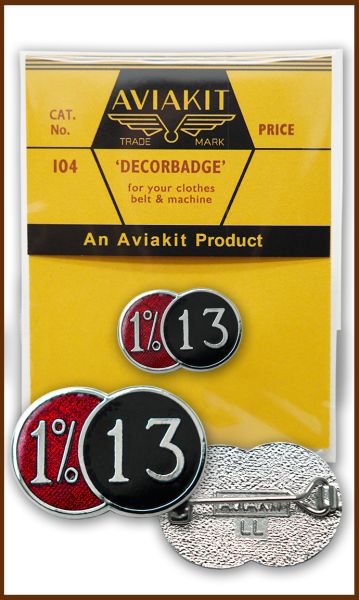 AVIAKIT
TRADE MARK
CAT. No.
PRICE
104
'DECORBADGE'
for your clothes
belt & machine
An Aviakit Product
1% 13
1% 13
LL